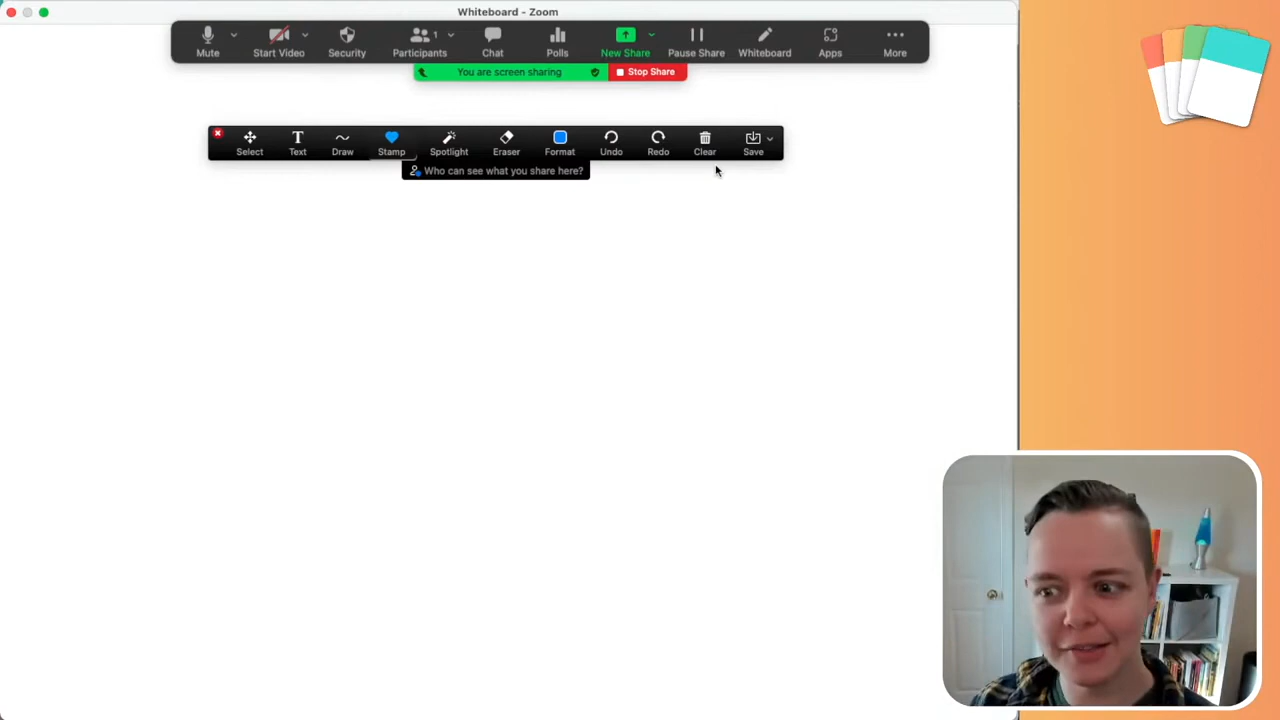 Whiteboard - Zoom
Mute
Start Video
Security
Participants
1
Chat
Polls
New Share
Pause Share
Whiteboard
Apps
More
You are screen sharing
Stop Share
Select
Text
Draw
Stamp
Spotlight
Eraser
Format
Undo
Redo
Clear
Save
Who can see what you share here?